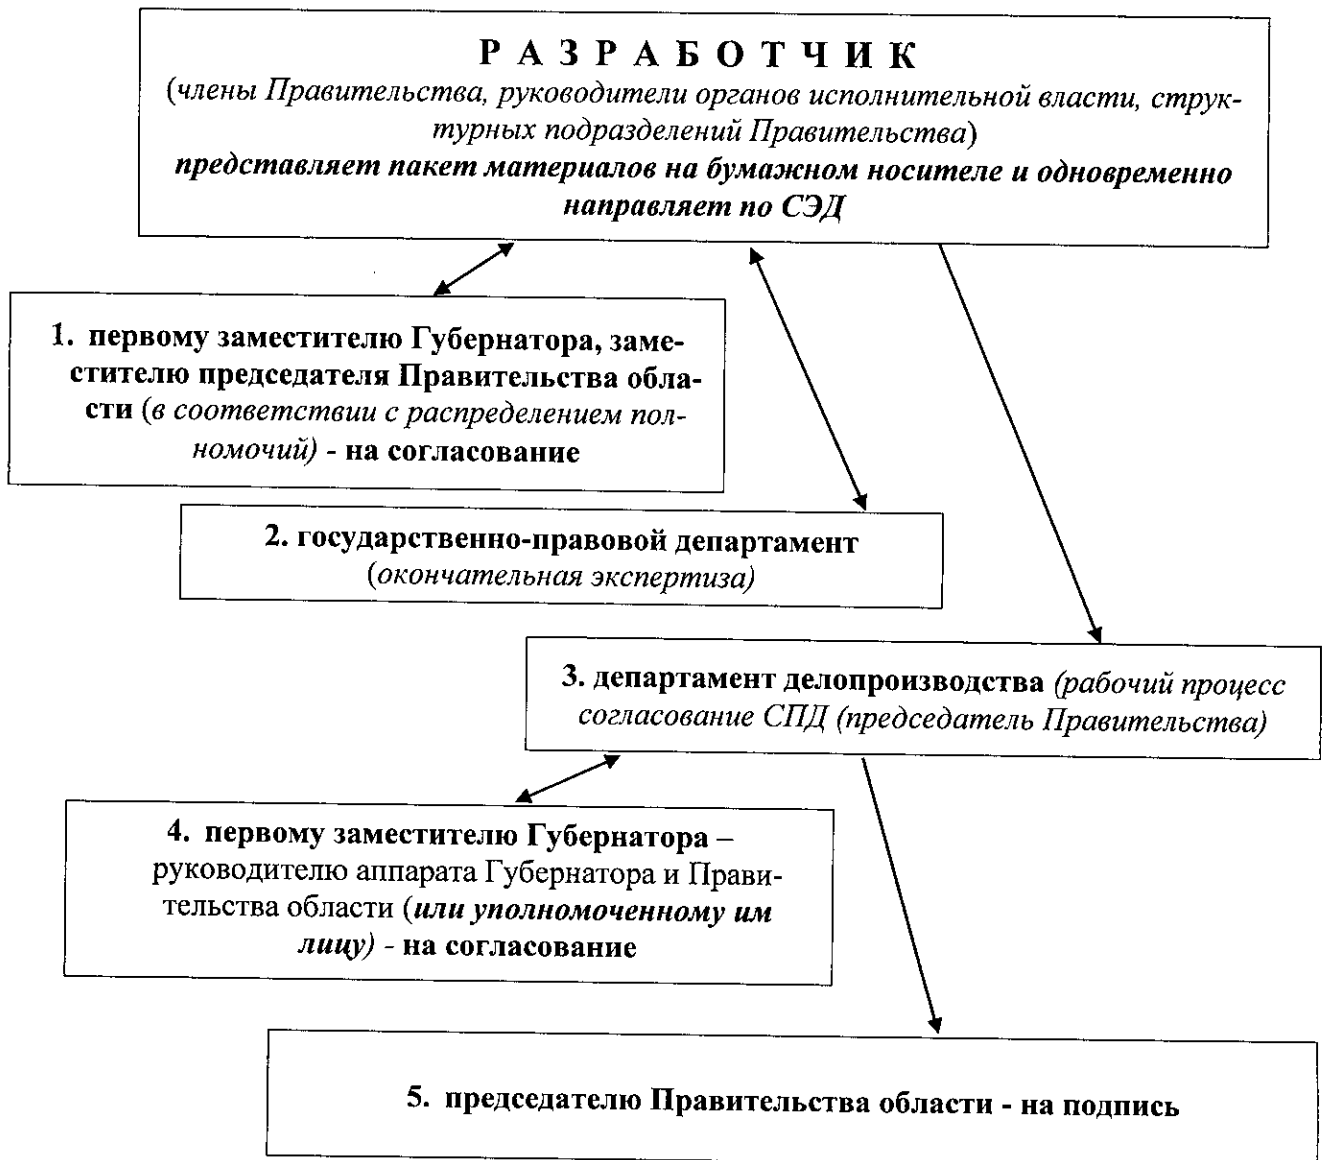 Р А З Р А Б О Т Ч И К
(члены Правительства, руководители органов исполнительной власти, струк-
турных подразделений Правительства)
представляет пакет материалов на бумажном носителе и одновременно
направляет по СЭД
1. первому заместителю Губернатора, заме-
стителю председателя Правительства обла-
сти (в соответствии с распределением пол-
номочий) - на согласование
2. государственно-правовой департамент
(окончательная экспертиза)
3. департамент делопроизводства (рабочий процесс
согласование СПД (председатель Правительства)
4. первому заместителю Губернатора –
руководителю аппарата Губернатора и Прави-
тельства области (или уполномоченному им
лицу) - на согласование
5. председателю Правительства области - на подпись